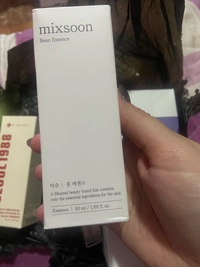 mixsoon
Bean Essence
믹순 | 콩 에센스
A Minimal beauty brand that contains
only the essential ingredients for the skin
Essence | 50 ml / 1.69 fl. oz.
SEOUL1988